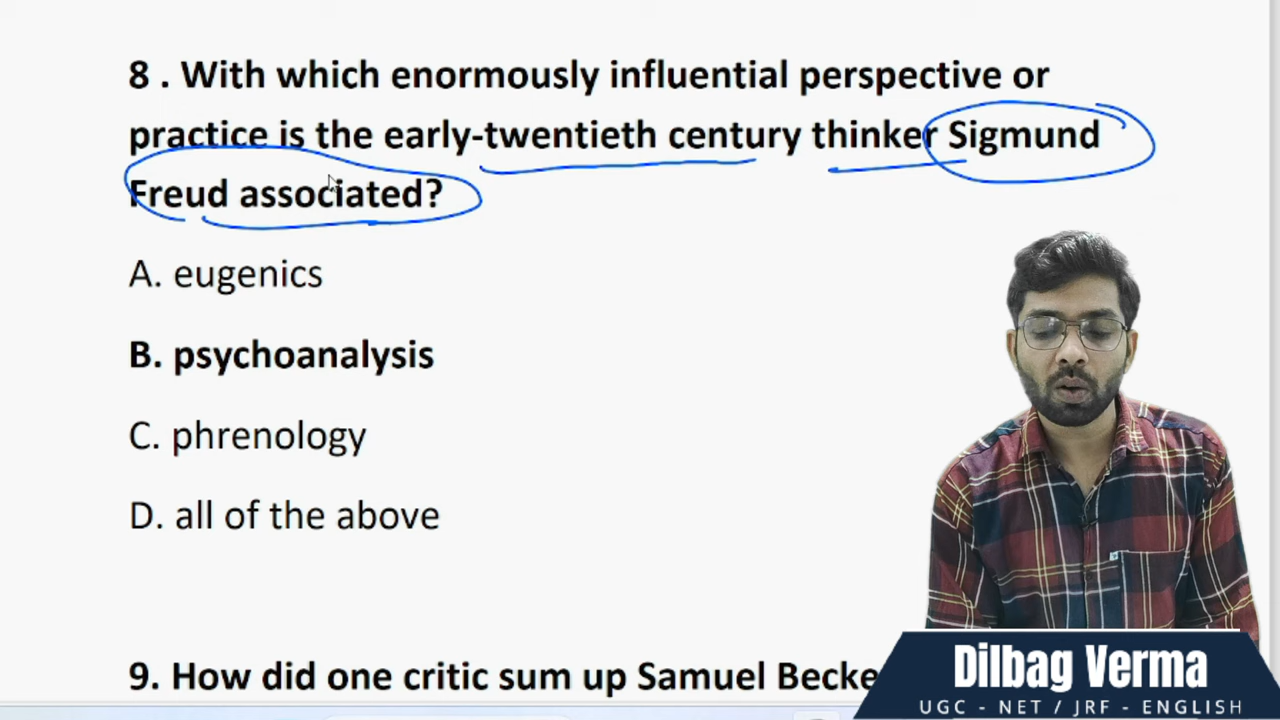 8 . With which enormously influential perspective or
practice is the early-twentieth century thinker Sigmund
Freud associated?
A. eugenics
B. psychoanalysis
C. phrenology
D. all of the above
9. How did one critic sum up Samuel Becke
Dilbag Verma
UGC - NET / JRF - ENGLISH